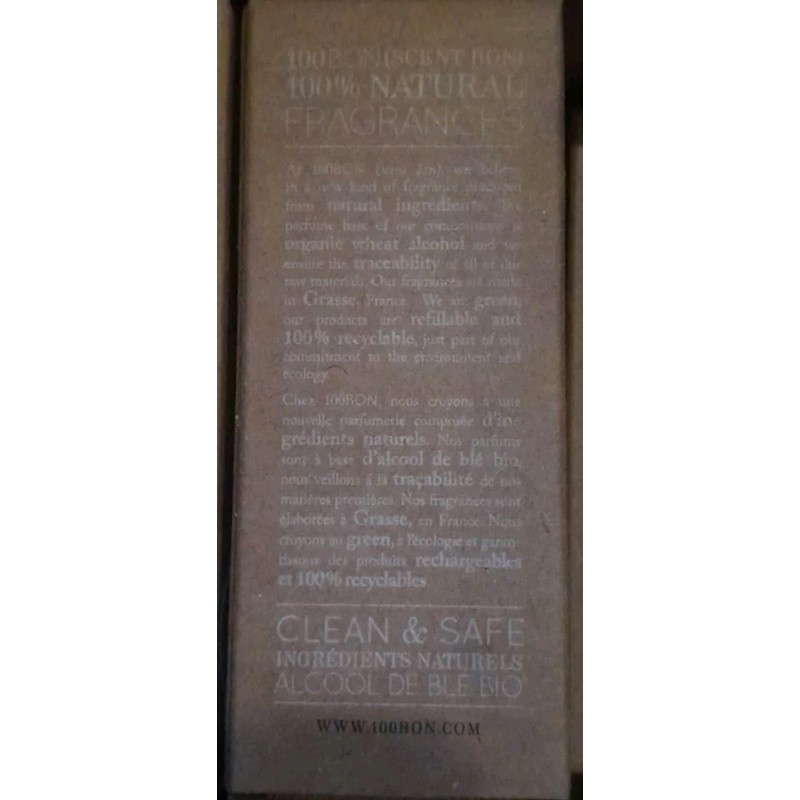 100BON (SCENT BON)
100% NATURAL
FRAGRANCES
At 100BON (scent bon), we believe
in a new kind of fragrance
from natural ingredients. The
perfume base of our compositions is
organic wheat alcohol and we
ensure the traceability of all of our
raw materials. Our fragrances are made
in Grasse, France. We are green,
our products are refillable and
100% recyclable, just part of our
commitment to the environment and
ecology.
Chez 100BON, nous croyons à une
nouvelle parfumerie composée d'in-
grédients naturels. Nos parfums
sont à base d'alcool de blé bio,
nous veillons à la traçabilité de nos
matières premières. Nos fragrances sont
élaborées à Grasse, en France. Nous
croyons au green, à l'écologie et garan-
tissons des produits rechargeables
et 100% recyclables
CLEAN & SAFE
INGRÉDIENTS NATURELS
ALCOOL DE BLÉ BIO
WWW.100BON.COM